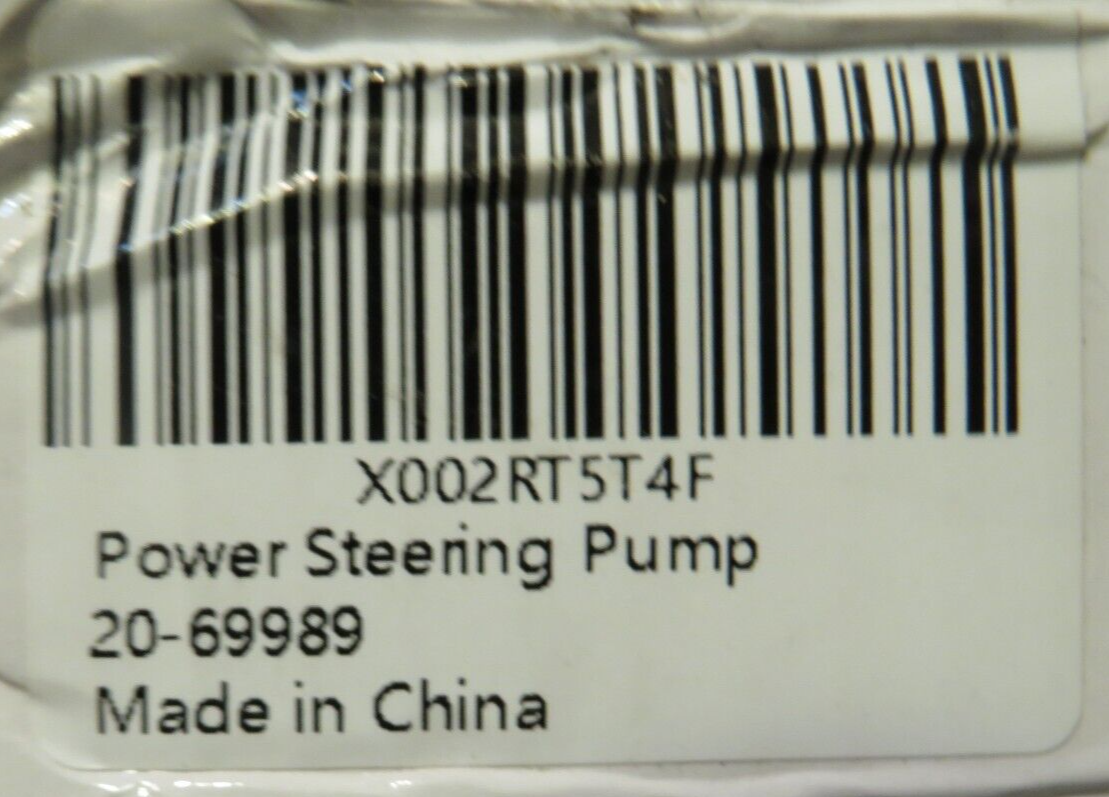 X002RT5T4F
Power Steering Pump
20-69989
Made in China